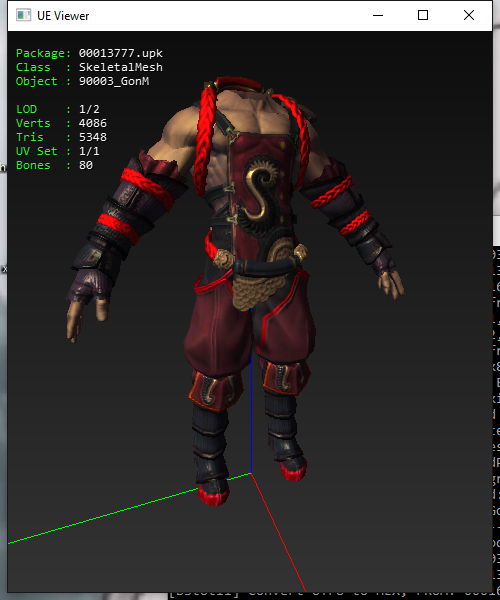 UE Viewer
Package: 00013777.upk
Class : SkeletalMesh
Object : 90003_GonM
LOD : 1/2
Verts : 4086
Tris : 5348
UV Set : 1/1
Bones : 80